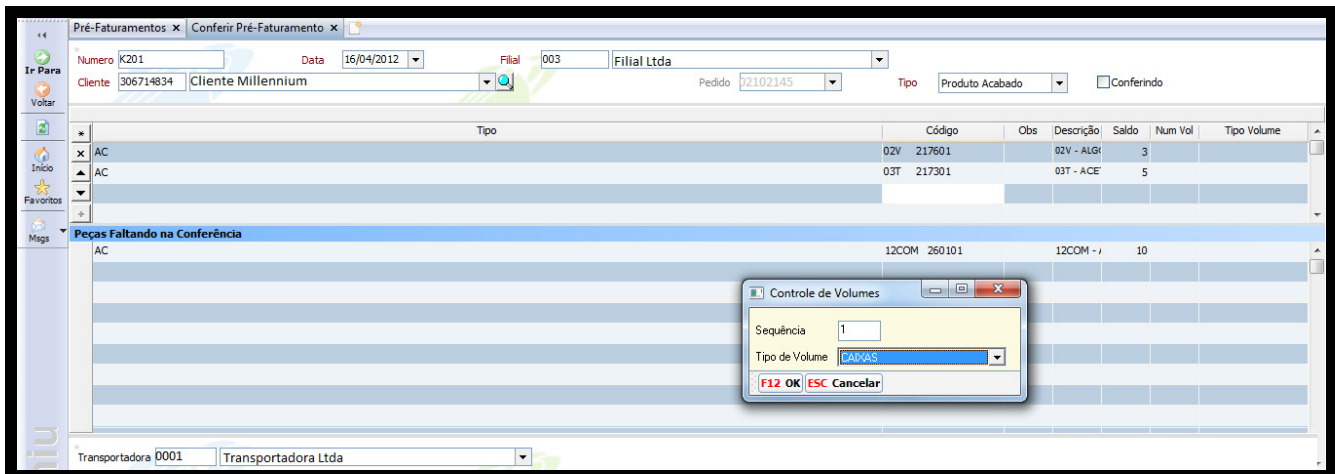 Pré-Faturamentos x Conferir Pré-Faturamento x
Ir Para
Voltar
Início
Favoritos
Msgs
Numero K201 Data 16/04/2012 Filial 003 Filial Ltda
Cliente 306714834 Cliente Millennium Pedido 02102145 Tipo Produto Acabado Conferindo
Tipo Código Obs Descrição Saldo Num Vol Tipo Volume
AC 02V 217601 02V - ALG 3
AC 03T 217301 03T - ACE 5
Peças Faltando na Conferência
AC 12COM 260101 12COM - 10
Controle de Volumes
Sequência 1
Tipo de Volume CAIXAS
F12 OK ESC Cancelar
Transportadora 0001 Transportadora Ltda